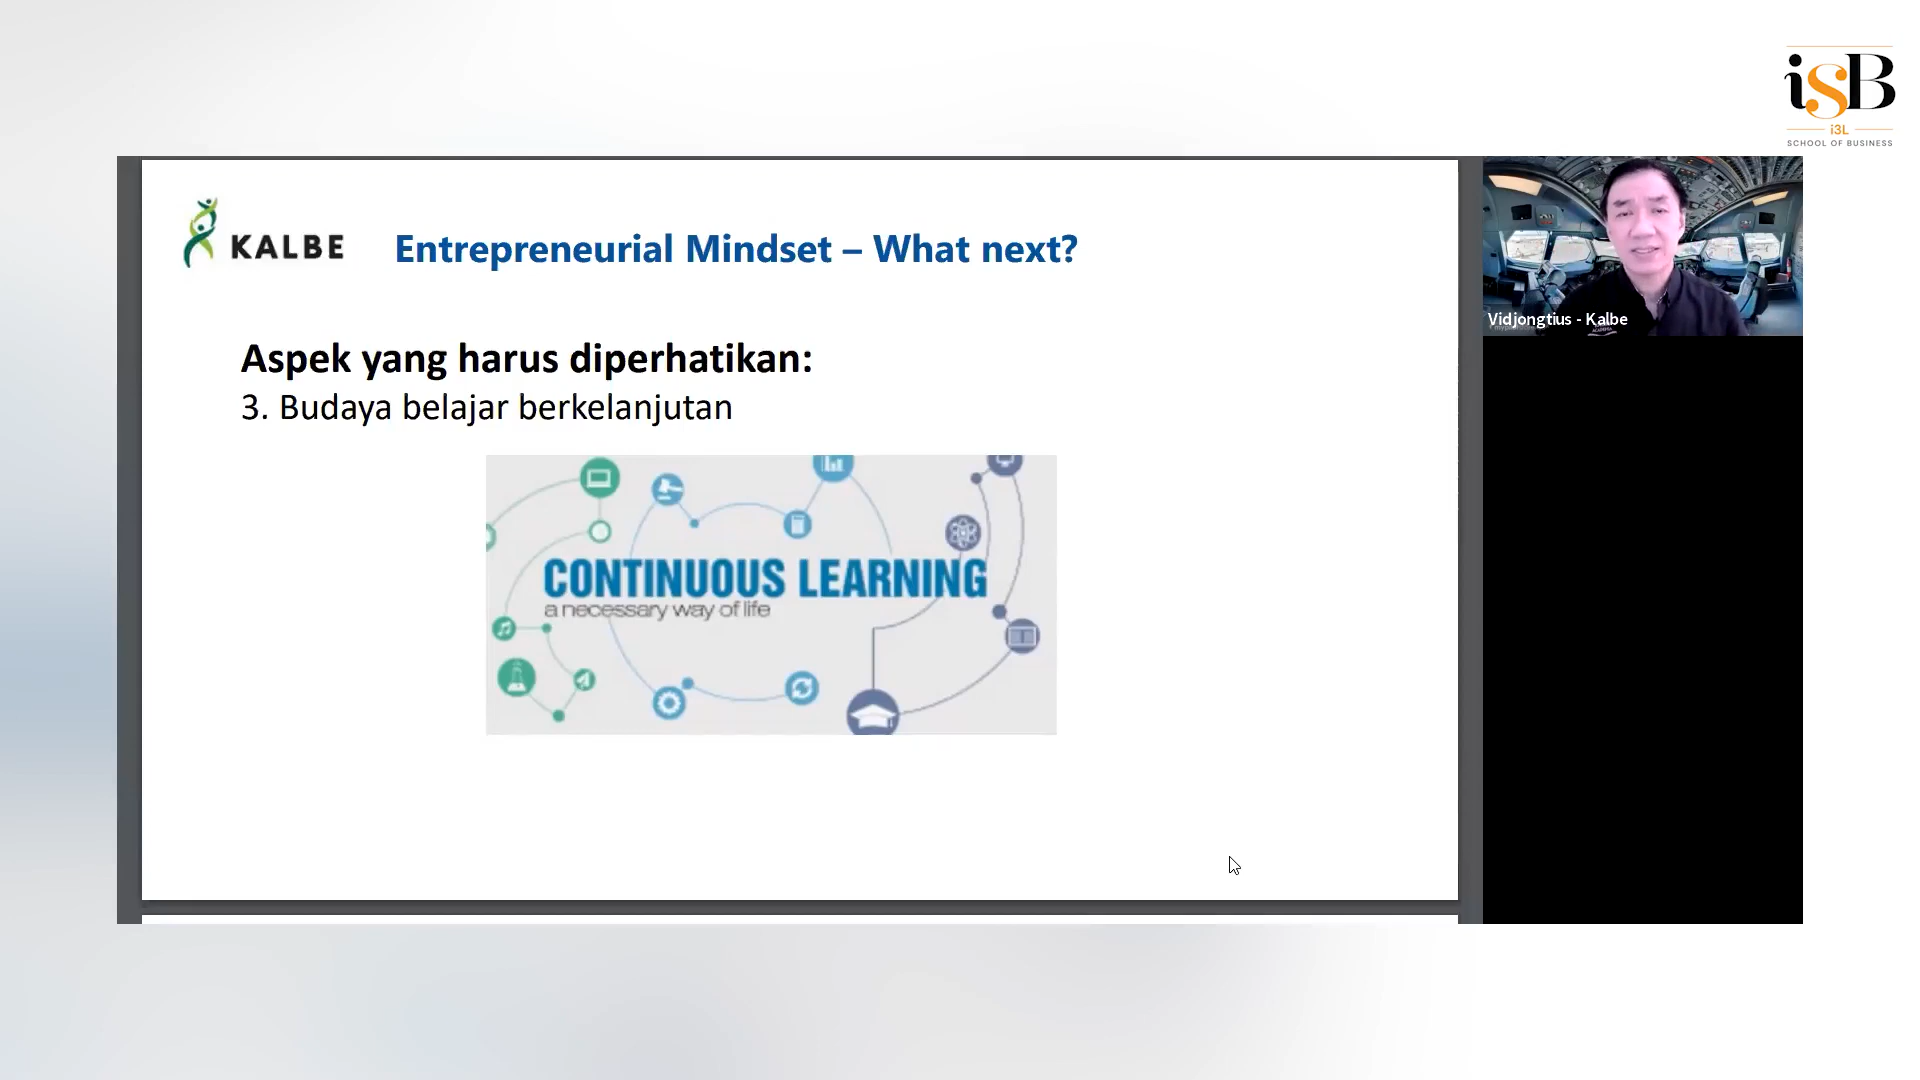 iSB
i3L
SCHOOL OF BUSINESS
KALBE
Entrepreneurial Mindset – What next?
Aspek yang harus diperhatikan:
3. Budaya belajar berkelanjutan
CONTINUOUS LEARNING
a necessary way of life
Vidjongtius - Kalbe